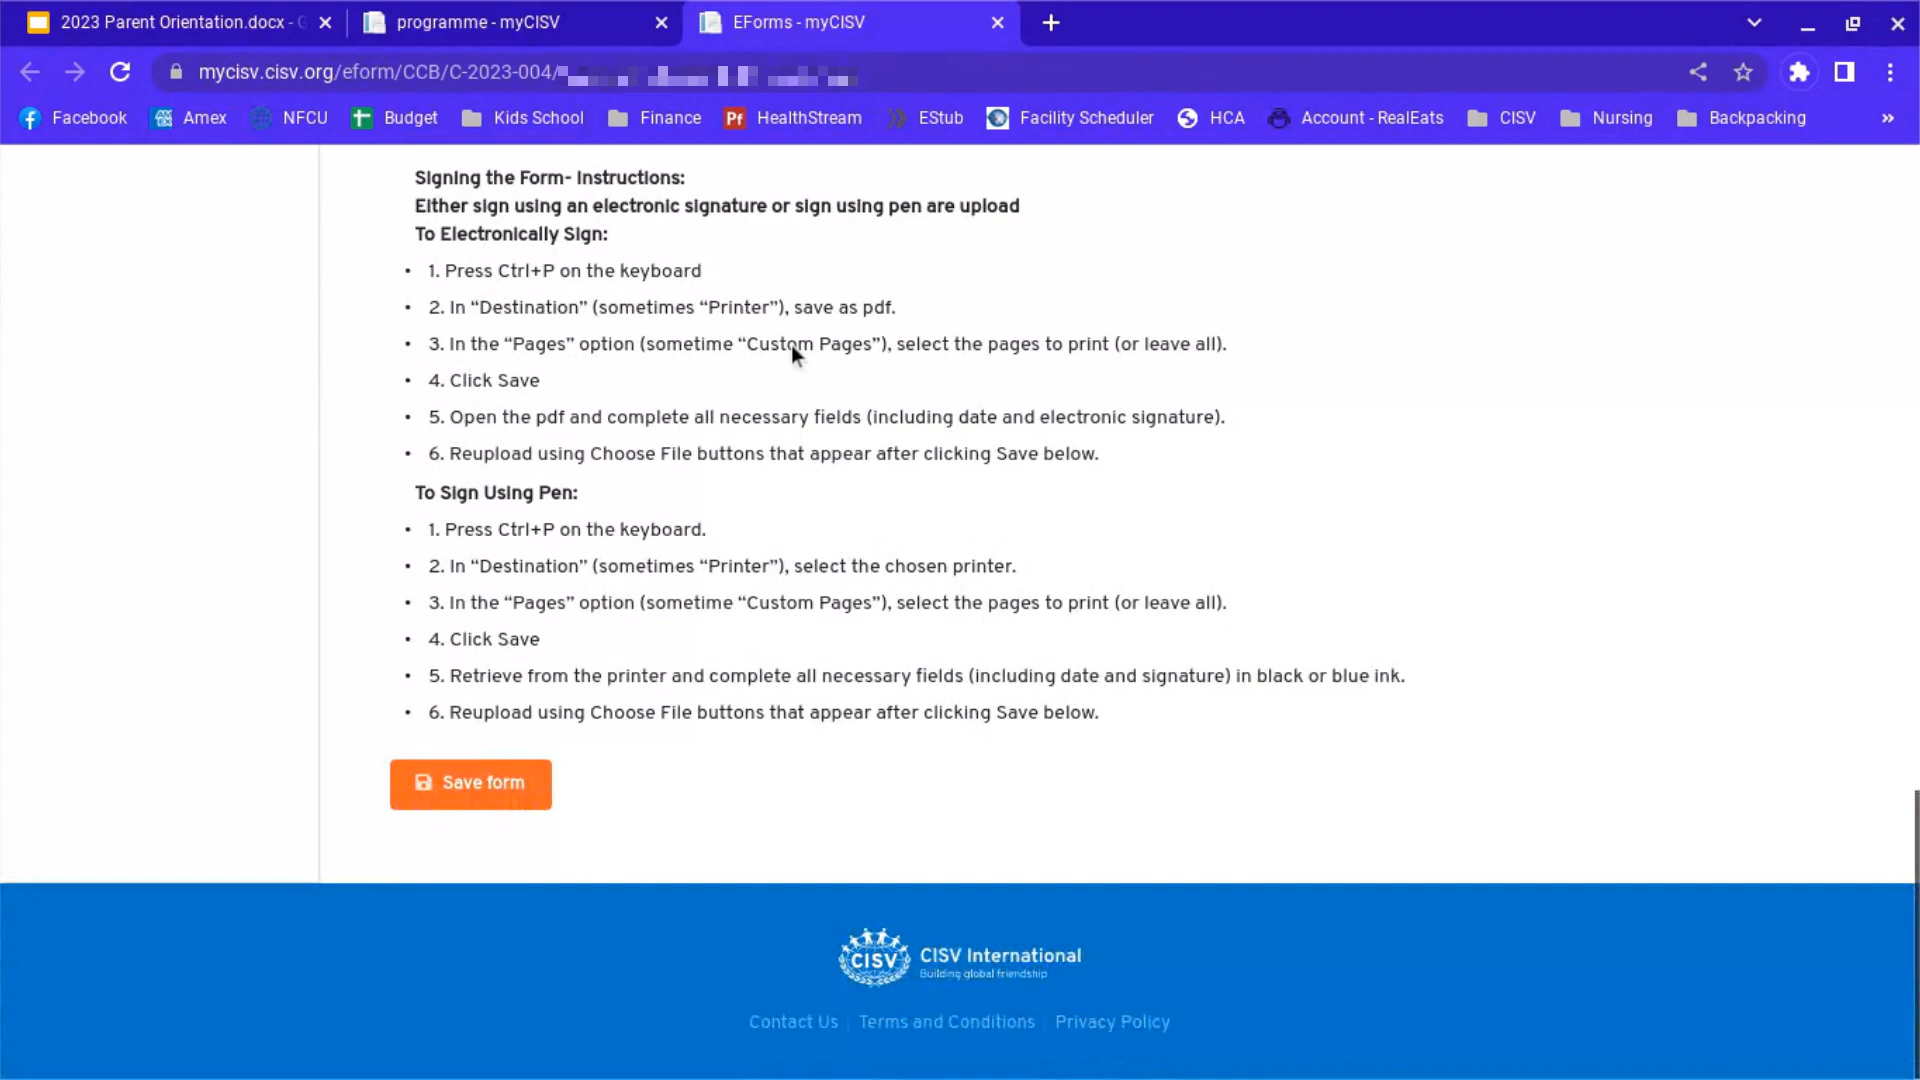 2023 Parent Orientation.docx - G
programme - myCISV
EForms - myCISV
mycisv.cisv.org/eform/CCB/C-2023-004/
Facebook
Amex
NFCU
Budget
Kids School
Finance
Pf HealthStream
EStub
Facility Scheduler
HCA
Account - RealEats
CISV
Nursing
Backpacking
»
Signing the Form- Instructions:
Either sign using an electronic signature or sign using pen are upload
To Electronically Sign:
• 1. Press Ctrl+P on the keyboard
• 2. In “Destination” (sometimes “Printer”), save as pdf.
• 3. In the “Pages” option (sometime “Custom Pages”), select the pages to print (or leave all).
• 4. Click Save
• 5. Open the pdf and complete all necessary fields (including date and electronic signature).
• 6. Reupload using Choose File buttons that appear after clicking Save below.
To Sign Using Pen:
• 1. Press Ctrl+P on the keyboard.
• 2. In “Destination” (sometimes “Printer”), select the chosen printer.
• 3. In the “Pages” option (sometime “Custom Pages”), select the pages to print (or leave all).
• 4. Click Save
• 5. Retrieve from the printer and complete all necessary fields (including date and signature) in black or blue ink.
• 6. Reupload using Choose File buttons that appear after clicking Save below.
Save form
CISV
CISV International
Building global friendship
Contact Us | Terms and Conditions | Privacy Policy